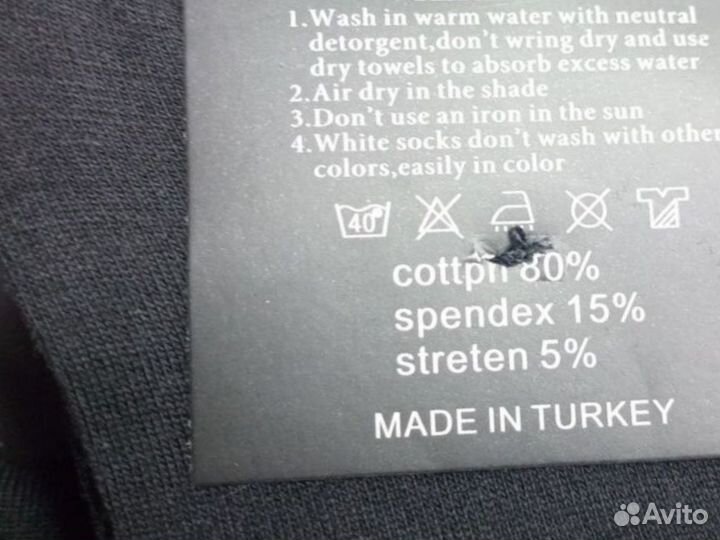 1.Wash in warm water with neutral
detorgent,don't wring dry and use
dry towels to absorb excess water
2.Air dry in the shade
3.Don't use an iron in the sun
4.White socks don't wash with other
colors,easily in color
40°
cottpn 80%
spendex 15%
streten 5%
MADE IN TURKEY
Avito